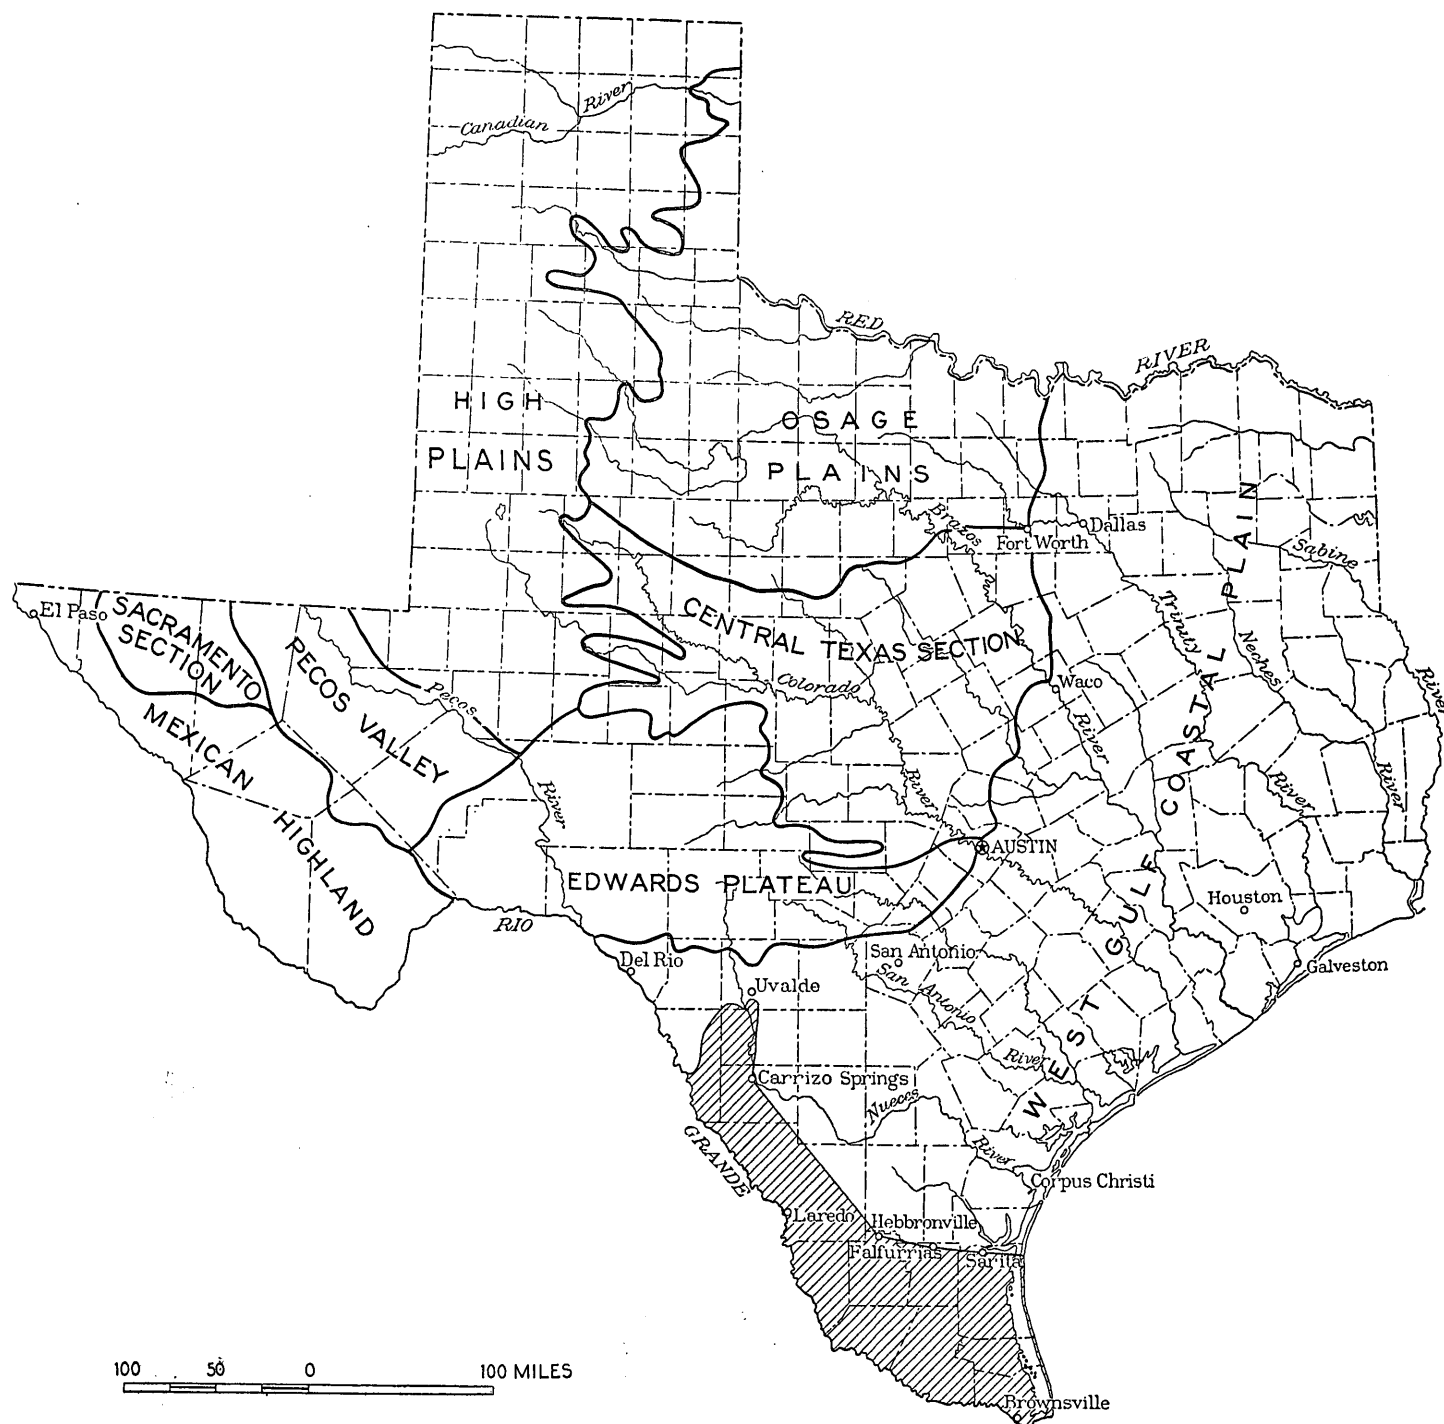 Canadian River
RED RIVER
HIGH
PLAINS
OSAGE
PLAINS
Brazos
Dallas
Fort Worth
WEST GULF COASTAL PLAIN
Sabine River
El Paso
SACRAMENTO
SECTION
PECOS VALLEY
CENTRAL TEXAS SECTION
Trinity
Neches
Pecos
Colorado
Waco
River
MEXICAN HIGHLAND
River
River
River
River
AUSTIN
EDWARDS PLATEAU
Houston
RIO
Del Rio
San Antonio
San Antonio River
Galveston
Uvalde
Carrizo Springs
Nueces
GRANDE
River
Corpus Christi
Laredo
Hebbronville
Falfurrias
Sarita
100 50 0 100 MILES
Brownsville